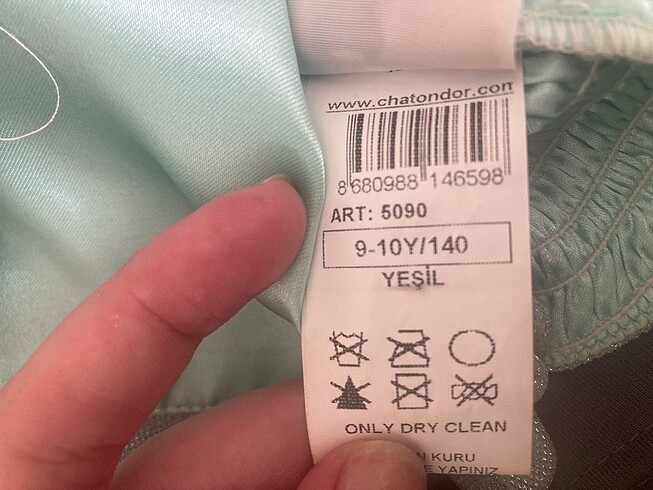 www.chatondor.com
8 680988 146598
ART: 5090
9-10Y/140
YEŞİL
ONLY DRY CLEAN
KURU
YAPINIZ